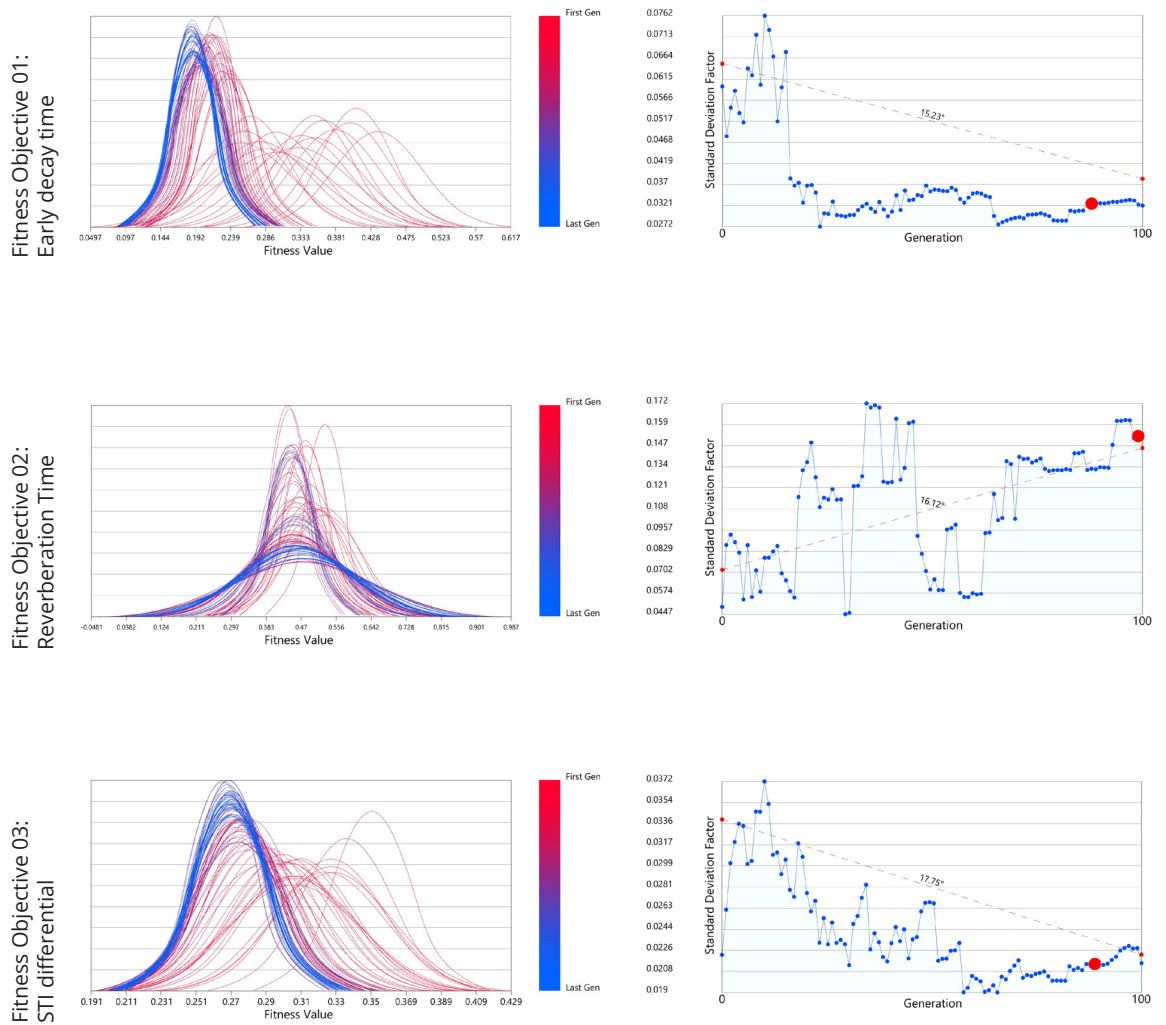 Fitness Objective 01:
Early decay time
First Gen
Last Gen
0.0497 0.097 0.144 0.192 0.239 0.286 0.333 0.381 0.428 0.475 0.523 0.57 0.617
Fitness Value
0.0762
0.0713
0.0664
0.0615
0.0566
0.0517
0.0468
0.0419
0.037
0.0321
0.0272
Standard Deviation Factor
15.23°
0 100
Generation
Fitness Objective 02:
Reverberation Time
First Gen
Last Gen
-0.0481 0.0382 0.124 0.211 0.297 0.383 0.47 0.556 0.642 0.728 0.815 0.901 0.987
Fitness Value
0.172
0.159
0.147
0.134
0.121
0.108
0.0957
0.0829
0.0702
0.0574
0.0447
Standard Deviation Factor
16.12°
0 100
Generation
Fitness Objective 03:
STI differential
First Gen
Last Gen
0.191 0.211 0.231 0.251 0.27 0.29 0.31 0.33 0.35 0.369 0.389 0.409 0.429
Fitness Value
0.0372
0.0354
0.0336
0.0317
0.0299
0.0281
0.0263
0.0244
0.0226
0.0208
0.019
Standard Deviation Factor
17.75°
0 100
Generation